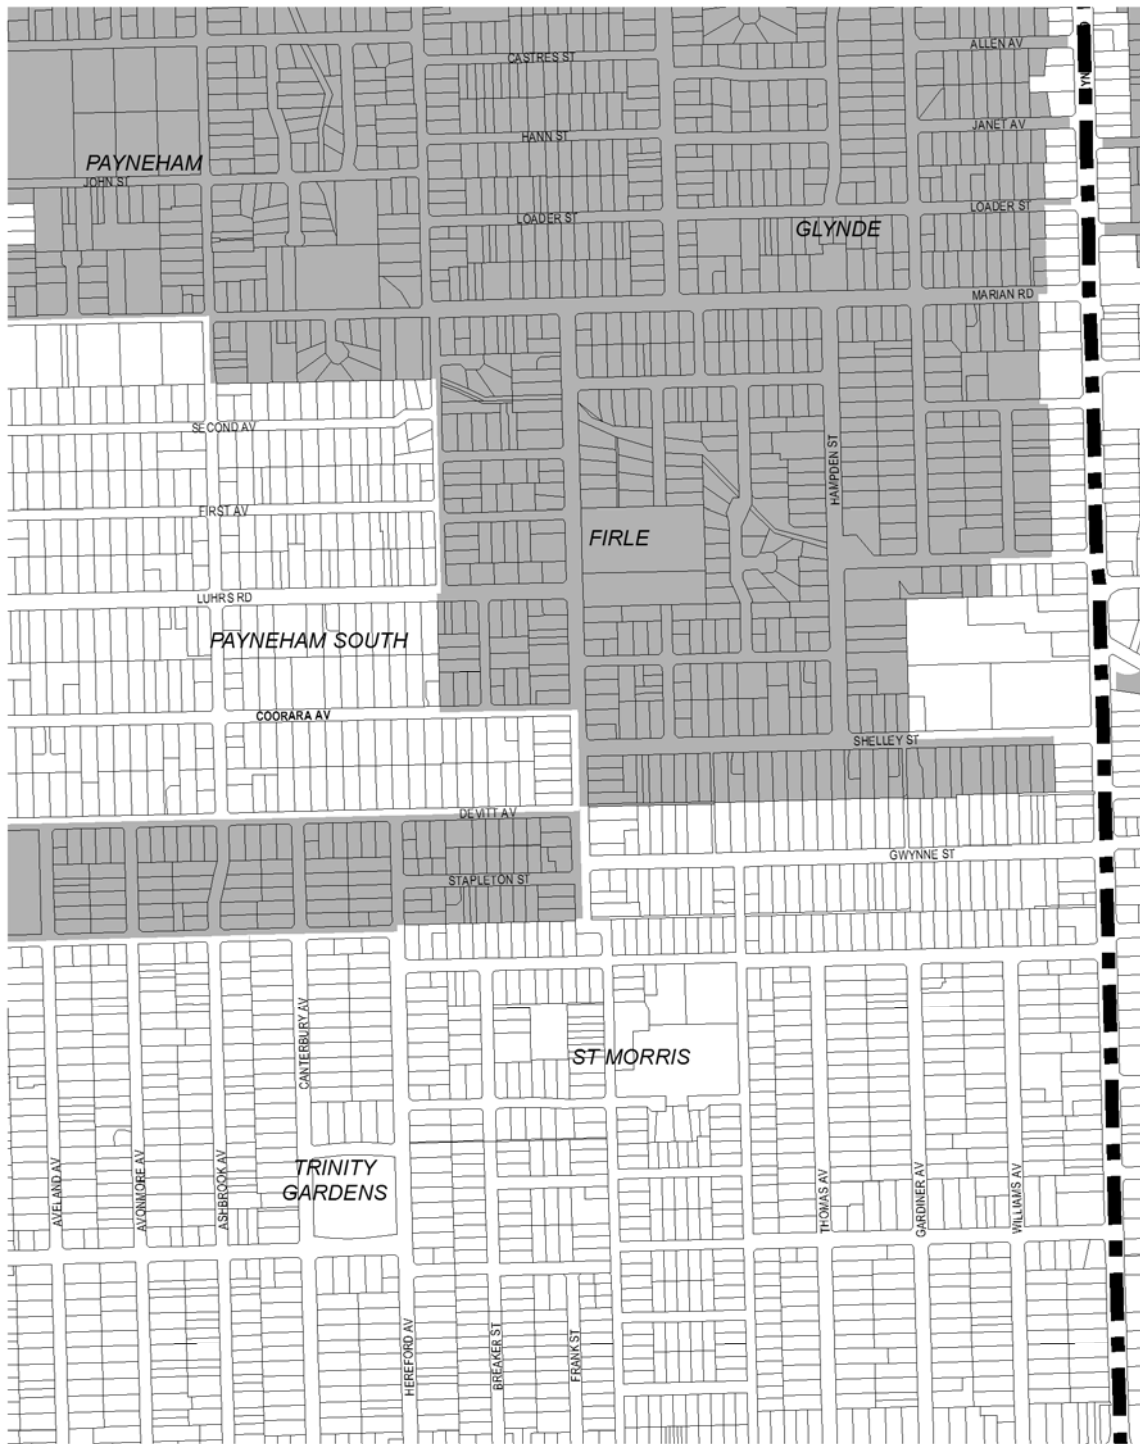 ALLEN AV
CASTRES ST
YN
JANET AV
HANN ST
PAYNEHAM
JOHN ST
LOADER ST
LOADER ST
GLYNDE
MARIAN RD
SECOND AV
HAMPDEN ST
FIRST AV
FIRLE
LUHRS RD
PAYNEHAM SOUTH
COORARA AV
SHELLEY ST
DEVITT AV
GWYNNE ST
STAPLETON ST
CANTERBURY AV
ST MORRIS
TRINITY
GARDENS
AVELAND AV
AVONMORE AV
ASHBROOK AV
THOMAS AV
GARDINER AV
WILLIAMS AV
HEREFORD AV
BREAKER ST
FRANK ST